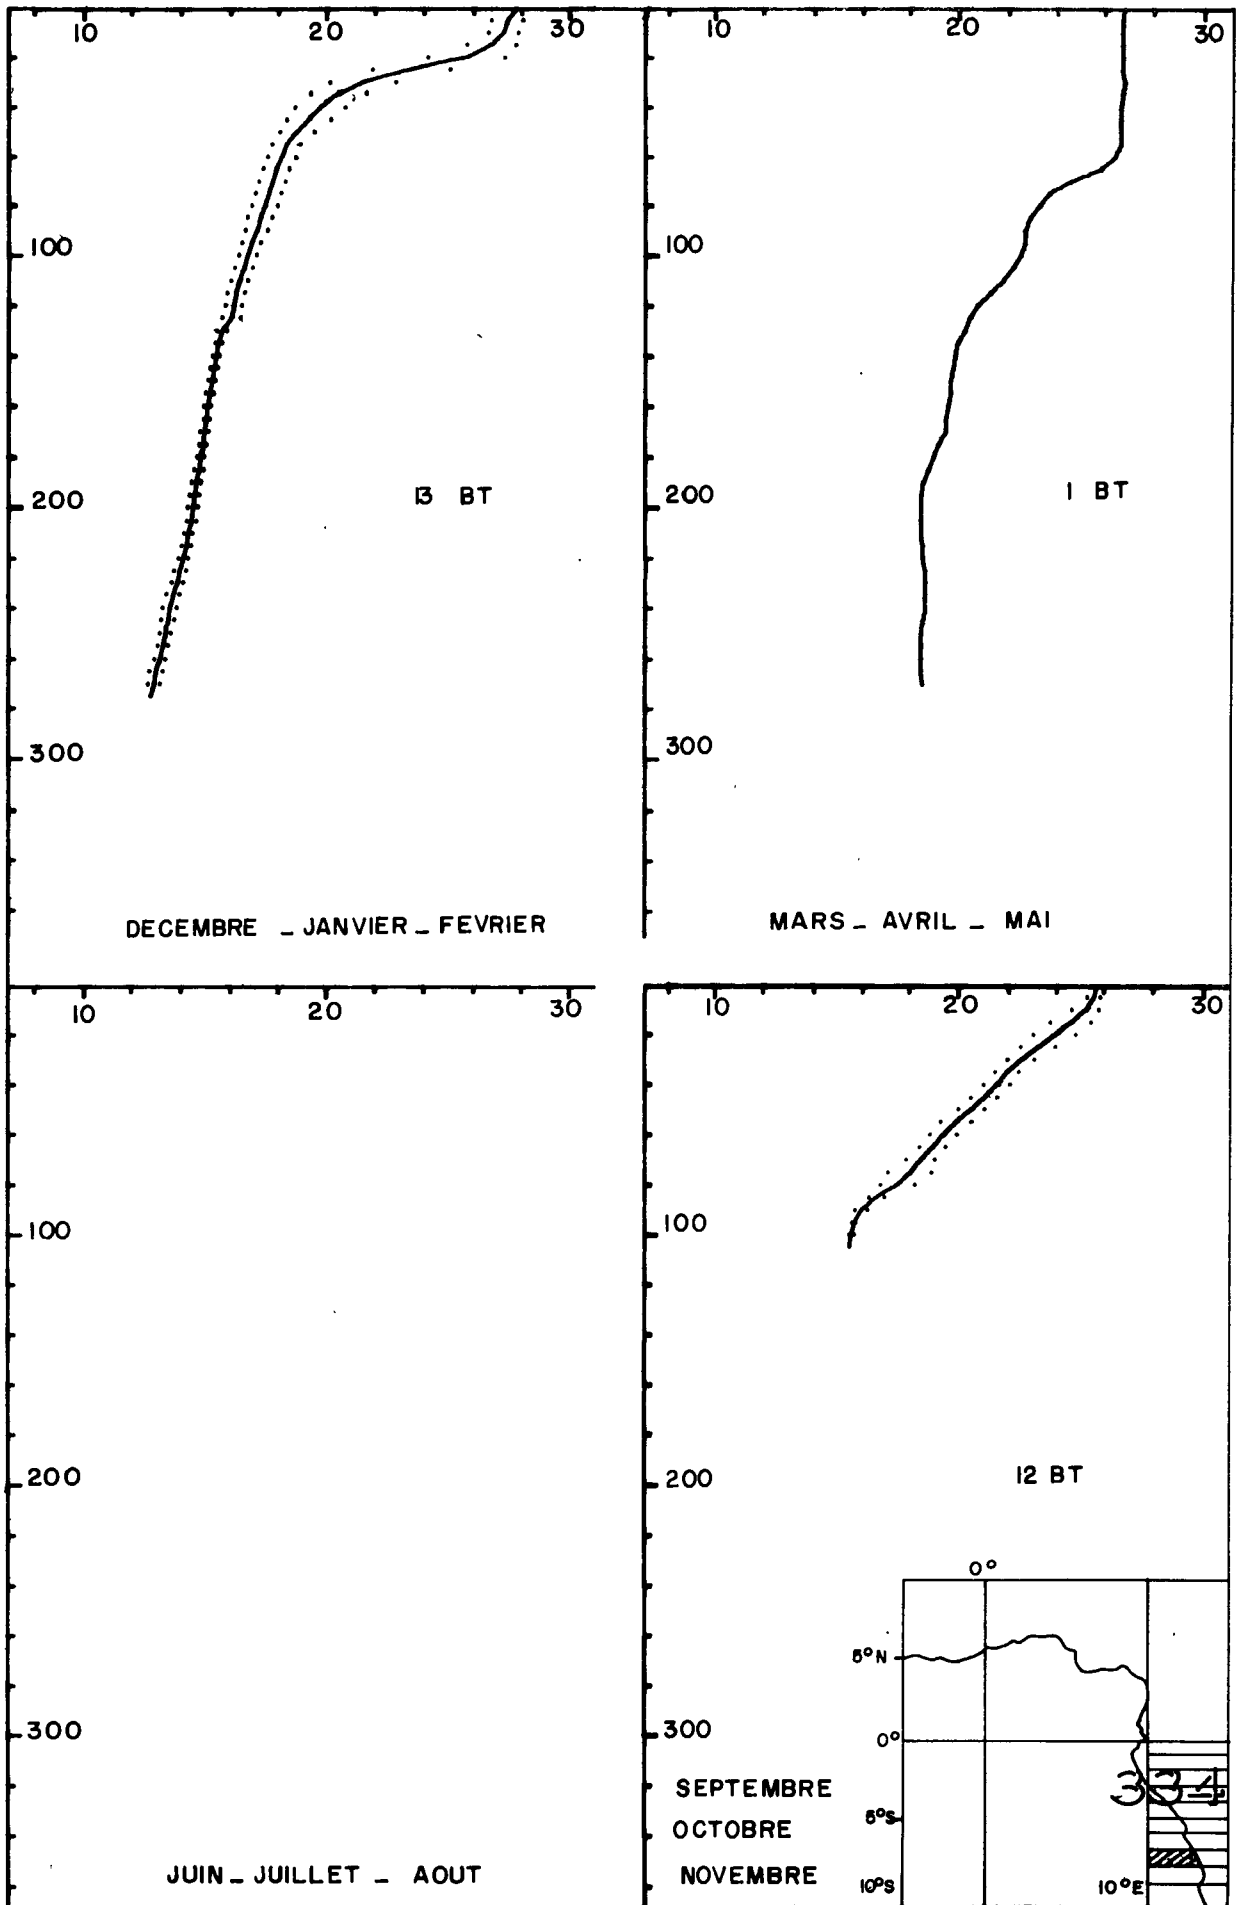 10 20 30
100
200
13 BT
300
DECEMBRE _ JANVIER _ FEVRIER
10 20 30
100
200
1 BT
300
MARS _ AVRIL _ MAI
10 20 30
100
200
300
JUIN _ JUILLET _ AOUT
10 20 30
100
200
12 BT
300
SEPTEMBRE
OCTOBRE
NOVEMBRE
0°
5°N
0°
5°S
10°S
10°E
334